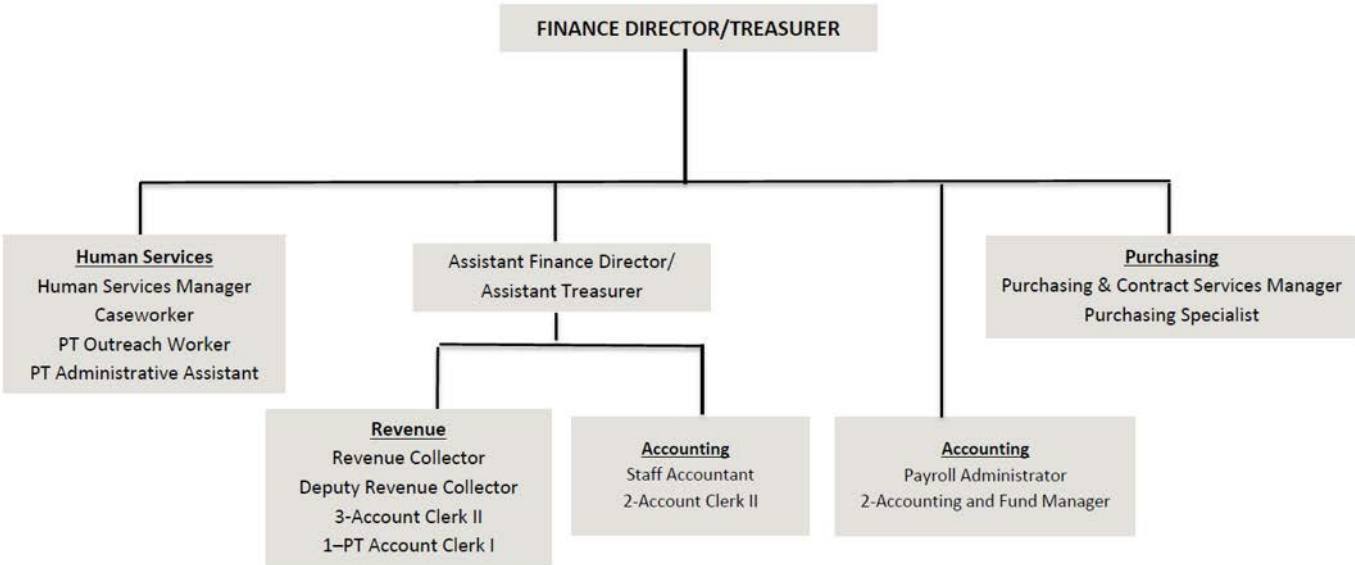 FINANCE DIRECTOR/TREASURER
Human Services
Human Services Manager
Caseworker
PT Outreach Worker
PT Administrative Assistant
Assistant Finance Director/
Assistant Treasurer
Purchasing
Purchasing & Contract Services Manager
Purchasing Specialist
Revenue
Revenue Collector
Deputy Revenue Collector
3-Account Clerk II
1–PT Account Clerk I
Accounting
Staff Accountant
2-Account Clerk II
Accounting
Payroll Administrator
2-Accounting and Fund Manager